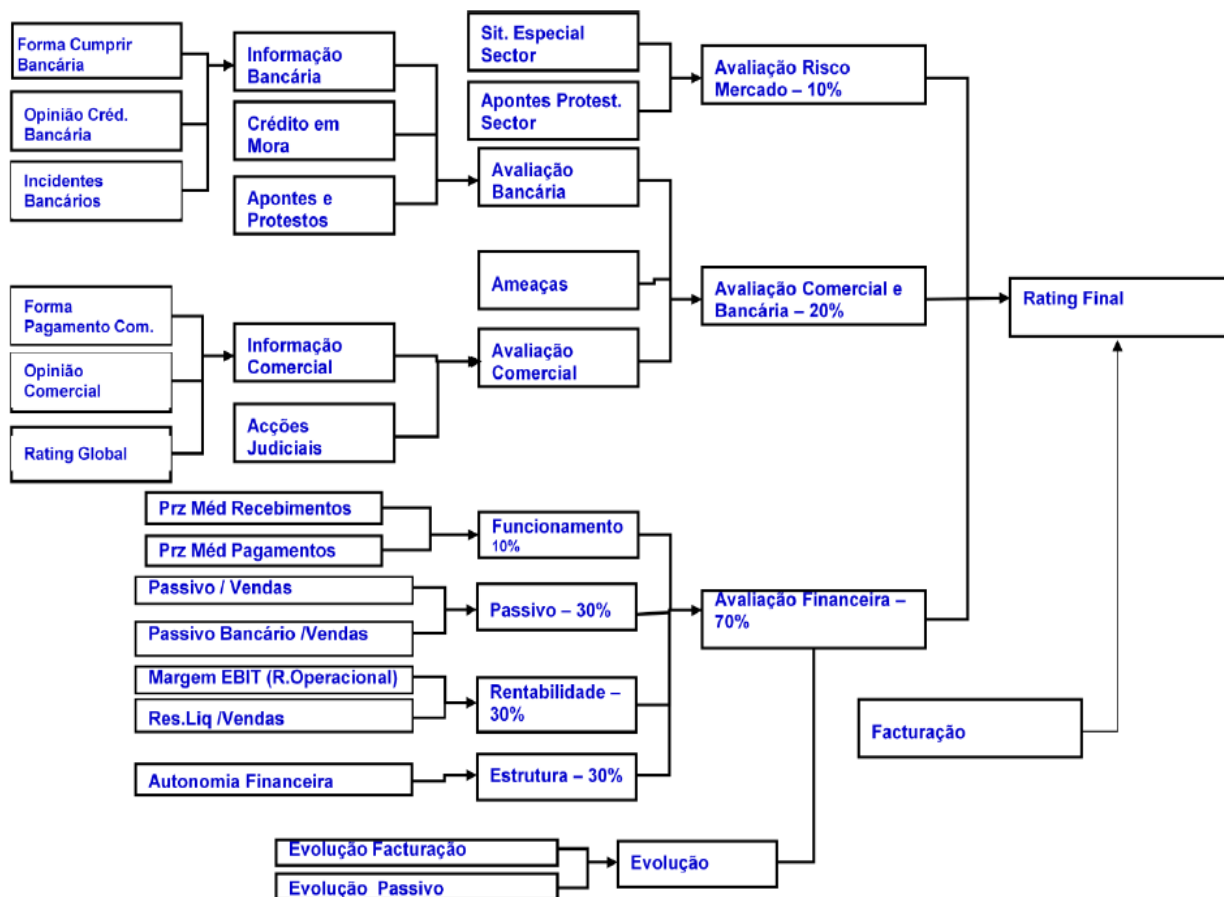 Forma Cumprir
Bancária
Opinião Créd.
Bancária
Incidentes
Bancários
Informação
Bancária
Crédito em
Mora
Apontes e
Protestos
Sit. Especial
Sector
Apontes Protest.
Sector
Avaliação
Bancária
Ameaças
Avaliação
Comercial
Avaliação Risco
Mercado – 10%
Avaliação Comercial e
Bancária – 20%
Rating Final
Forma
Pagamento Com.
Opinião
Comercial
Rating Global
Informação
Comercial
Acções
Judiciais
Prz Méd Recebimentos
Prz Méd Pagamentos
Passivo / Vendas
Passivo Bancário /Vendas
Margem EBIT (R.Operacional)
Res.Liq /Vendas
Autonomia Financeira
Funcionamento
10%
Passivo – 30%
Rentabilidade –
30%
Estrutura – 30%
Avaliação Financeira –
70%
Facturação
Evolução Facturação
Evolução Passivo
Evolução